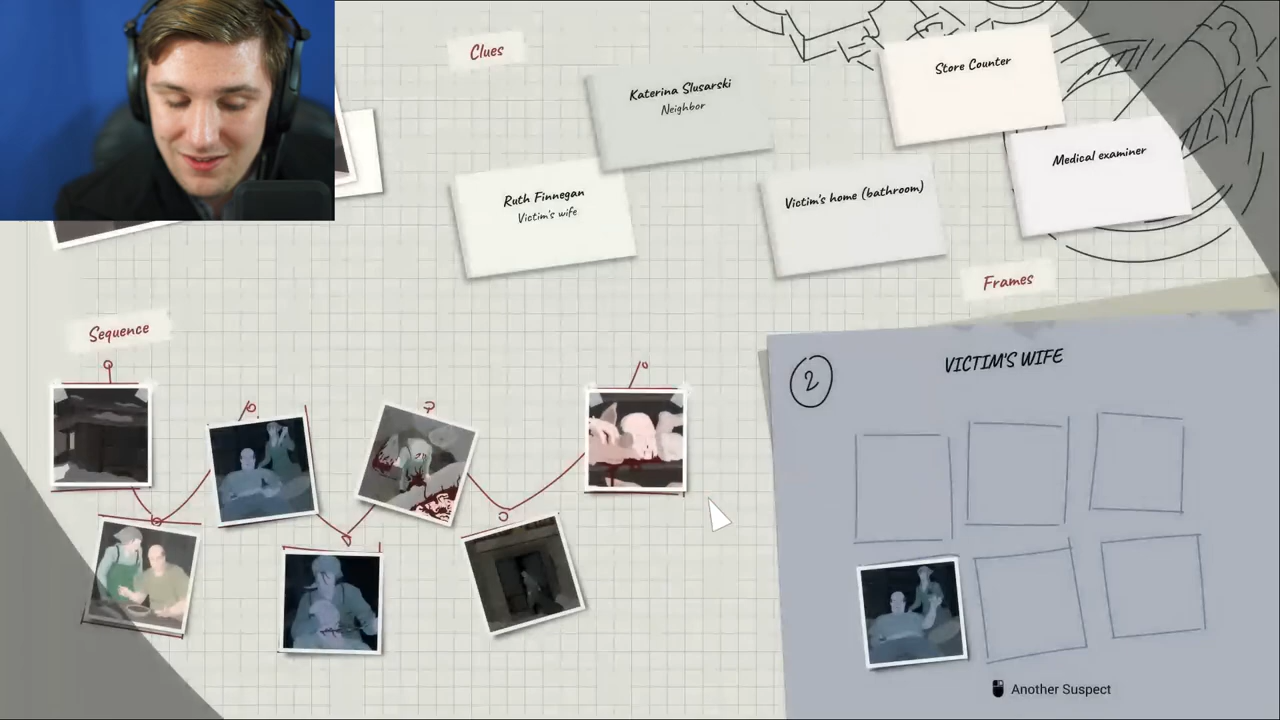 Clues
Katerina Slusarski
Neighbor
Store Counter
Medical examiner
Ruth Finnegan
Victim's wife
Victim's home (bathroom)
Frames
Sequence
2
VICTIM'S WIFE
Another Suspect